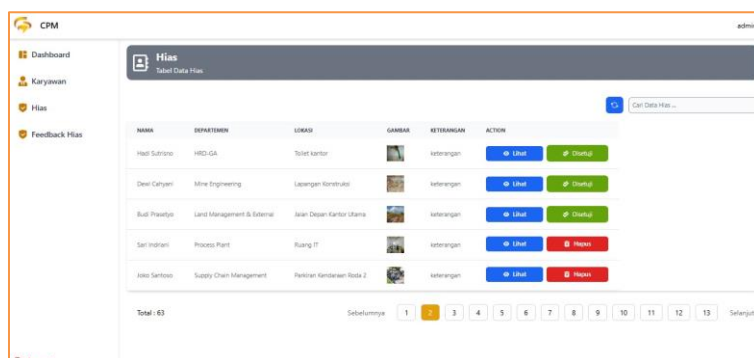 CPM
admin
Dashboard
Karyawan
Hias
Feedback Hias
Hias
Tabel Data Hias
Cari Data Hias ...
NAMA DEPARTEMEN LOKASI GAMBAR KETERANGAN ACTION
Hadi Sutrisno HRD-GA Toilet kantor keterangan Lihat Disetujui
Dewi Cahyani Mine Engineering Lapangan Konstruksi keterangan Lihat Disetujui
Budi Prasetyo Land Management & External Jalan Depan Kantor Utama keterangan Lihat Disetujui
Sari Indriani Process Plant Ruang IT keterangan Lihat Hapus
Joko Santoso Supply Chain Management Parkiran Kendaraan Roda 2 keterangan Lihat Hapus
Total : 63
Sebelumnya 1 2 3 4 5 6 7 8 9 10 11 12 13 Selanjut